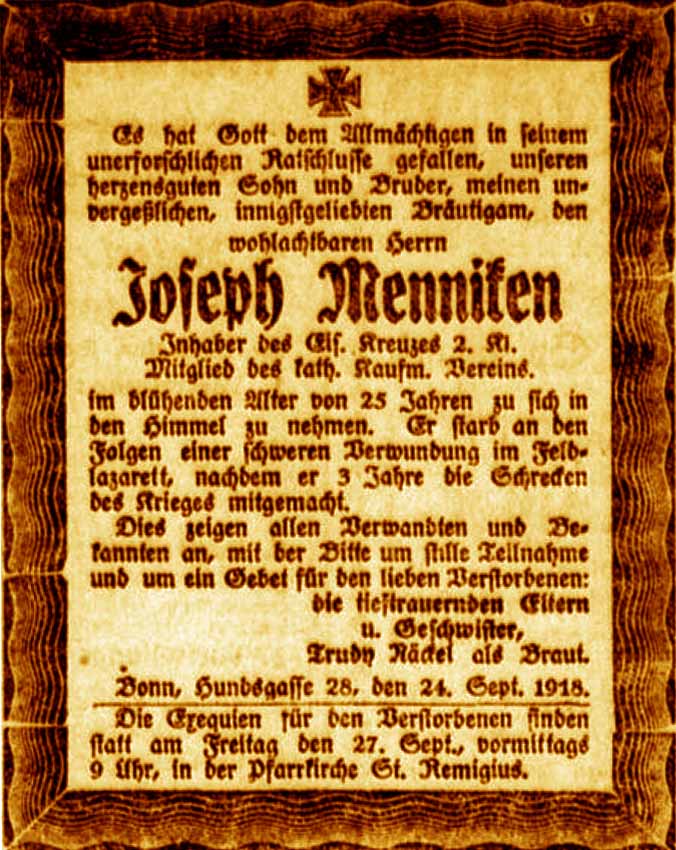 Es hat Gott dem Allmächtigen in seinem
unerforschlichen Ratschlusse gefallen, unseren
herzensguten Sohn und Bruder, meinen un-
vergeßlichen, innigstgeliebten Bräutigam, den
wohlachtbaren Herrn
Joseph Menniken
Inhaber des Eis. Kreuzes 2. Kl.
Mitglied des kath. Kaufm. Vereins.
im blühenden Alter von 25 Jahren zu sich in
den Himmel zu nehmen. Er starb an den
Folgen einer schweren Verwundung im Feld-
lazarett, nachdem er 3 Jahre die Schrecken
des Krieges mitgemacht.
Dies zeigen allen Verwandten und Be-
kannten an, mit der Bitte um stille Teilnahme
und um ein Gebet für den lieben Verstorbenen:
die tieftrauernden Eltern
u. Geschwister,
Trudy Näckel als Braut.
Bonn, Hundsgasse 28, den 24. Sept. 1918.
Die Exequien für den Verstorbenen finden
statt am Freitag den 27. Sept., vormittags
9 Uhr, in der Pfarrkirche St. Remigius.